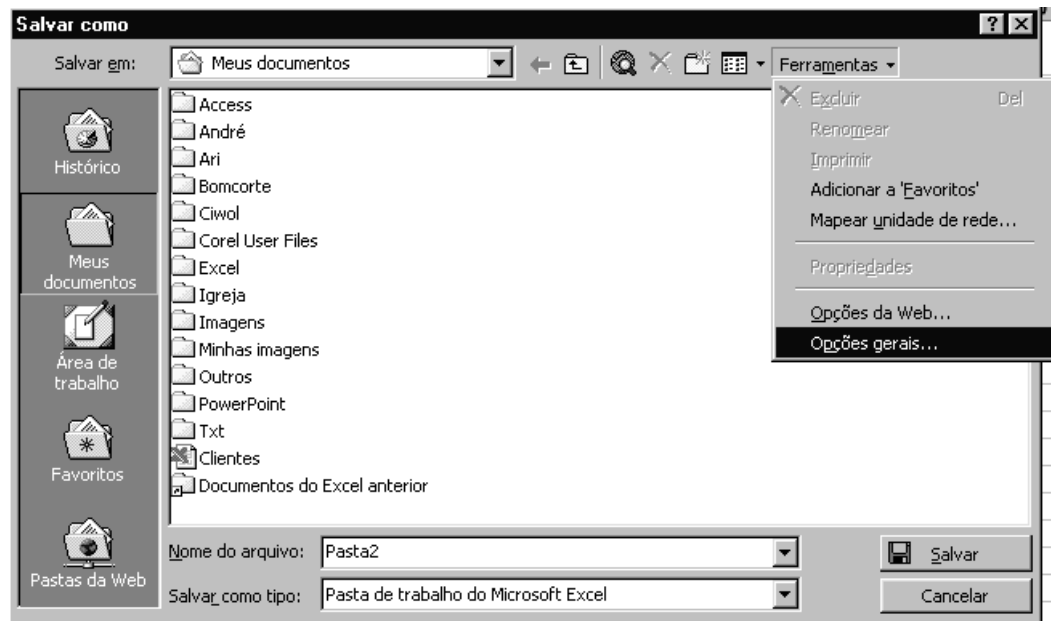 Salvar como
Salvar em:
Meus documentos
Ferramentas
Excluir Del
Renomear
Imprimir
Adicionar a 'Favoritos'
Mapear unidade de rede...
Propriedades
Opções da Web...
Opções gerais...
Histórico
Meus
documentos
Área de
trabalho
Favoritos
Pastas da Web
Access
André
Ari
Bomcorte
Ciwol
Corel User Files
Excel
Igreja
Imagens
Minhas imagens
Outros
PowerPoint
Txt
Clientes
Documentos do Excel anterior
Nome do arquivo: Pasta2
Salvar como tipo: Pasta de trabalho do Microsoft Excel
Salvar
Cancelar